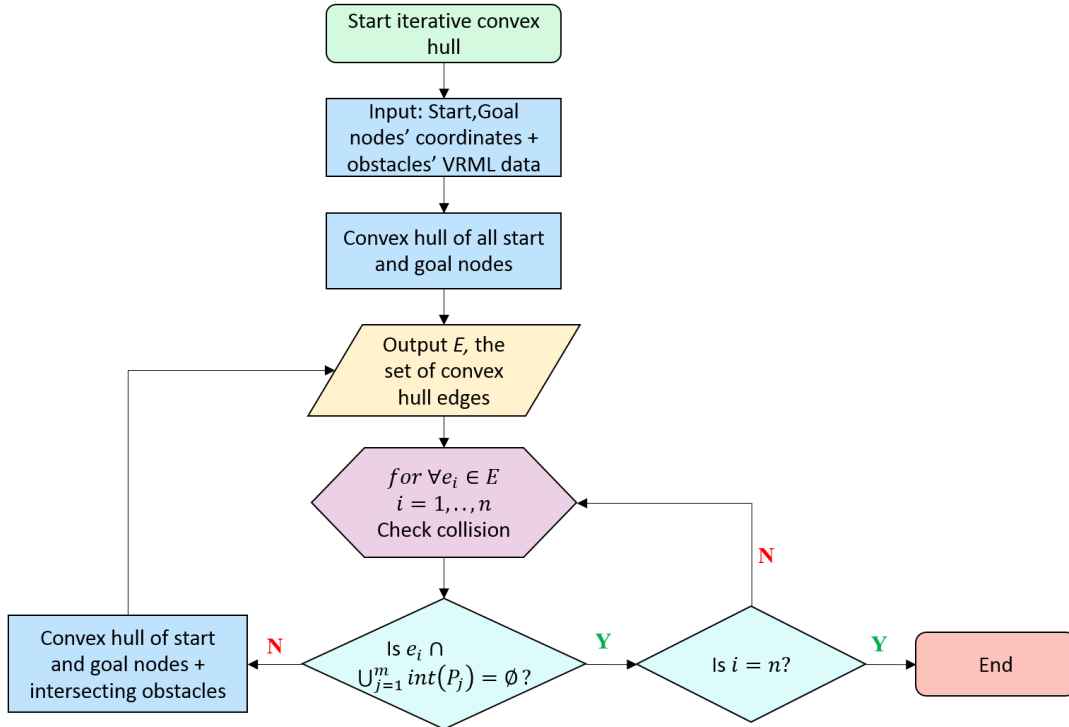 Start iterative convex
hull
Input: Start,Goal
nodes’ coordinates +
obstacles’ VRML data
Convex hull of all start
and goal nodes
Output E, the
set of convex
hull edges
for ∀e_i ∈ E
i = 1,..,n
Check collision
Is e_i ∩
⋃_{j=1}^{m} int(P_j) = ∅?
N
Convex hull of start
and goal nodes +
intersecting obstacles
Y
Is i = n?
N
Y
End